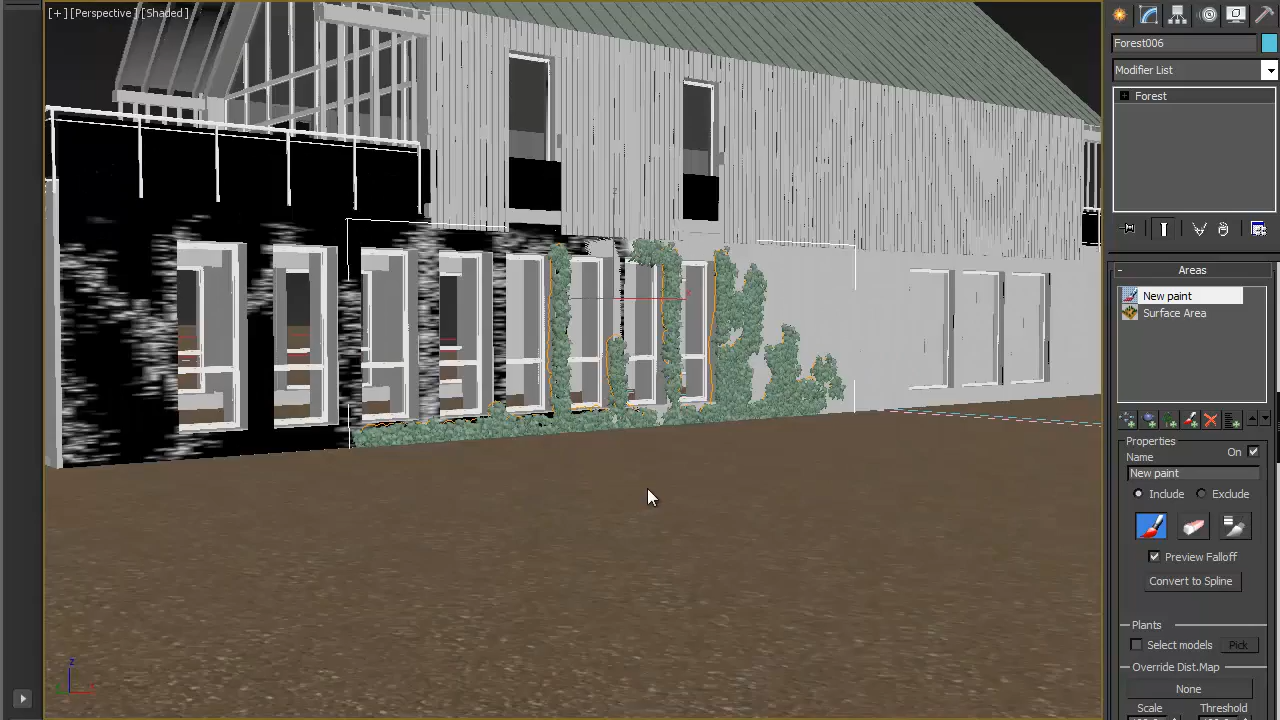 [+] [Perspective ] [Shaded ]
Forest006
Modifier List
Forest
Areas
New paint
Surface Area
Properties
Name
On
New paint
Include
Exclude
Preview Falloff
Convert to Spline
Plants
Select models
Pick
Override Dist.Map
None
Scale
Threshold
z
x
z